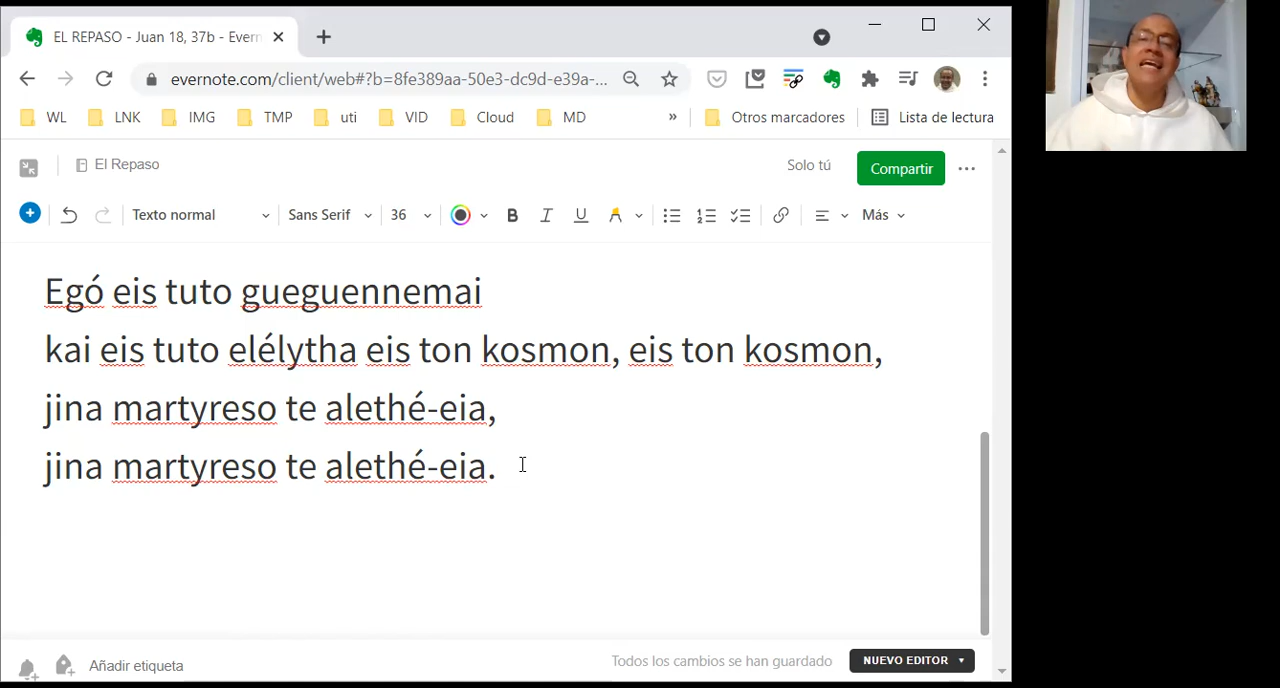 EL REPASO - Juan 18, 37b - Evern
evernote.com/client/web#?b=8fe389aa-50e3-dc9d-e39a-...
WL LNK IMG TMP uti VID Cloud MD » Otros marcadores Lista de lectura
El Repaso Solo tú Compartir
Texto normal Sans Serif 36 B I U A Más
Egó eis tuto gueguennemai
kai eis tuto elélytha eis ton kosmon, eis ton kosmon,
jina martyreso te alethé-eia,
jina martyreso te alethé-eia.
Añadir etiqueta Todos los cambios se han guardado NUEVO EDITOR